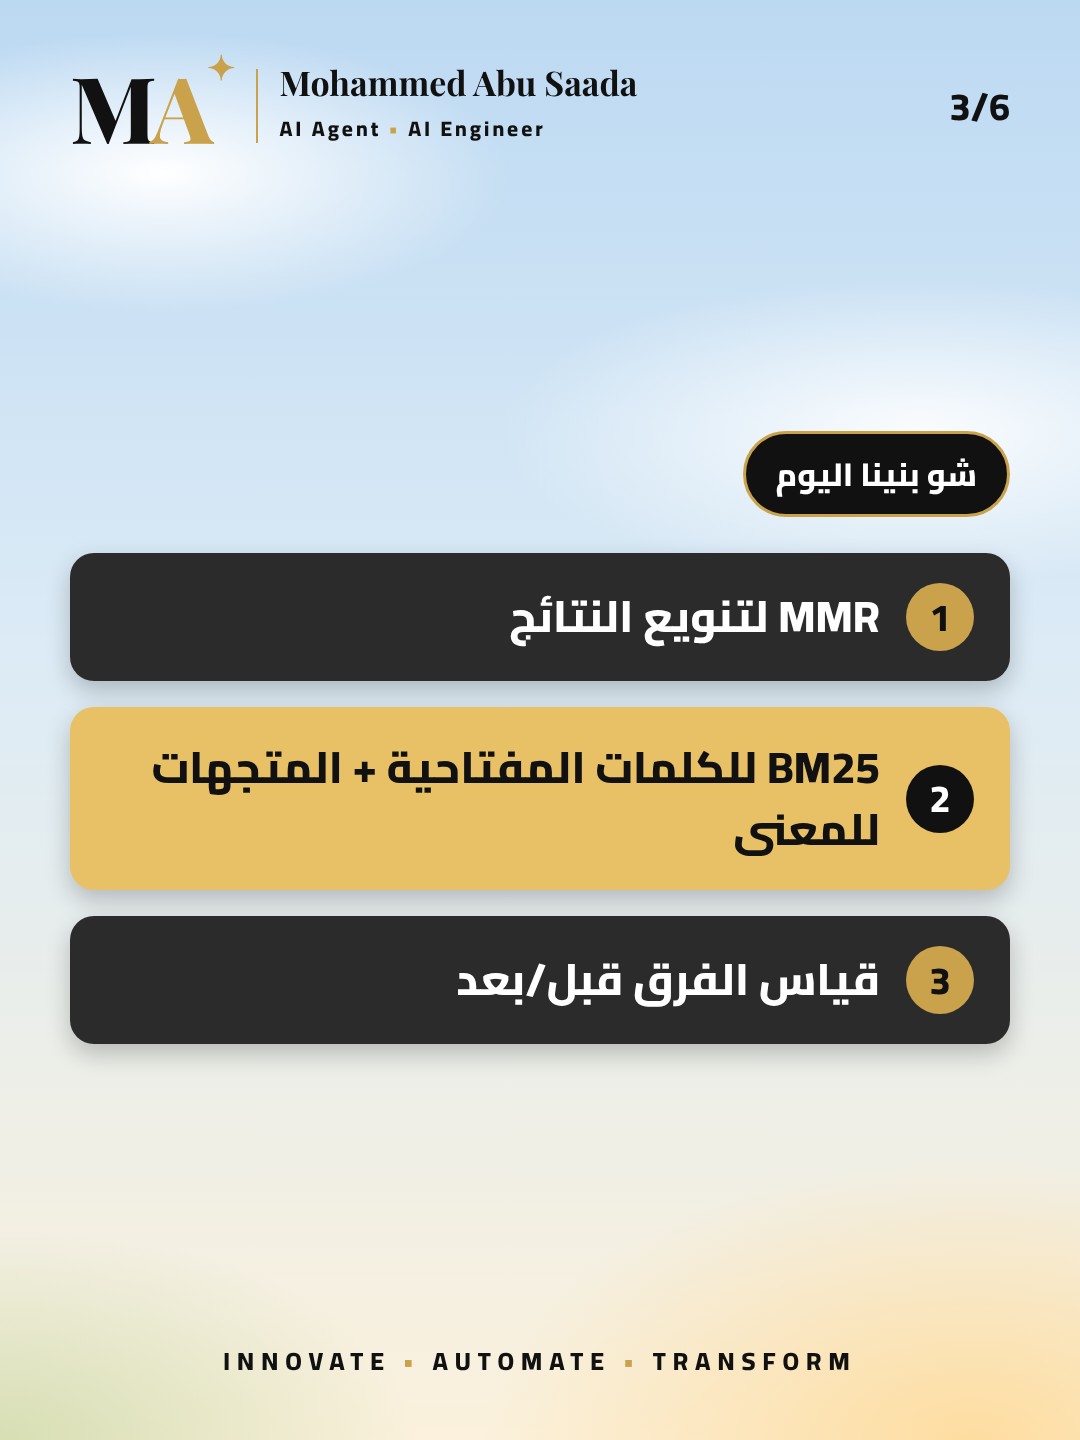 MA
Mohammed Abu Saada
AI Agent ▪ AI Engineer
3/6
شو بنينا اليوم
1
MMR لتنويع النتائج
2
BM25 للكلمات المفتاحية + المتجهات
للمعنى
3
قياس الفرق قبل/بعد
INNOVATE ▪ AUTOMATE ▪ TRANSFORM